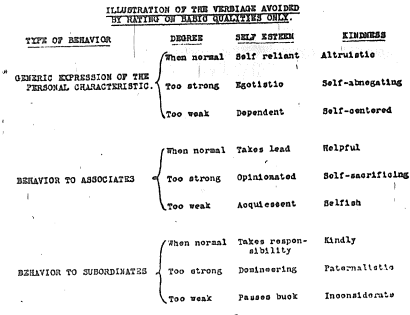 ILLUSTRATION OF THE VERBIAGE AVOIDED
BY RATING ON BASIC QUALITIES ONLY.
TYPE OF BEHAVIOR DEGREE SELF ESTEEM KINDNESS
When normal Self reliant Altruistic
GENERIC EXPRESSION OF THE
PERSONAL CHARACTERISTIC. Too strong Egotistic Self-abnegating
Too weak Dependent Self-centered
When normal Takes Lead Helpful
BEHAVIOR TO ASSOCIATES Too strong Opinionated Self-sacrificing
Too weak Acquiescent Selfish
When normal Takes respon- Kindly
sibility
BEHAVIOR TO SUBORDINATES Too strong Domineering Paternalistic
Too weak Passes buck Inconsiderate